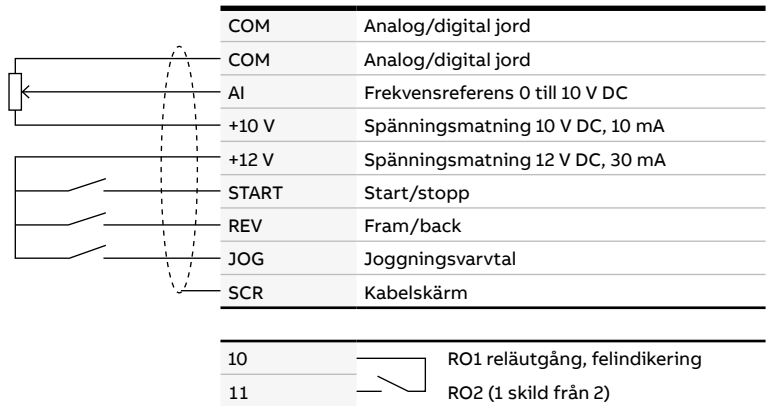 COM Analog/digital jord
COM Analog/digital jord
AI Frekvensreferens 0 till 10 V DC
+10 V Spänningsmatning 10 V DC, 10 mA
+12 V Spänningsmatning 12 V DC, 30 mA
START Start/stopp
REV Fram/back
JOG Joggningsvarvtal
SCR Kabelskärm
10 RO1 reläutgång, felindikering
11 RO2 (1 skild från 2)